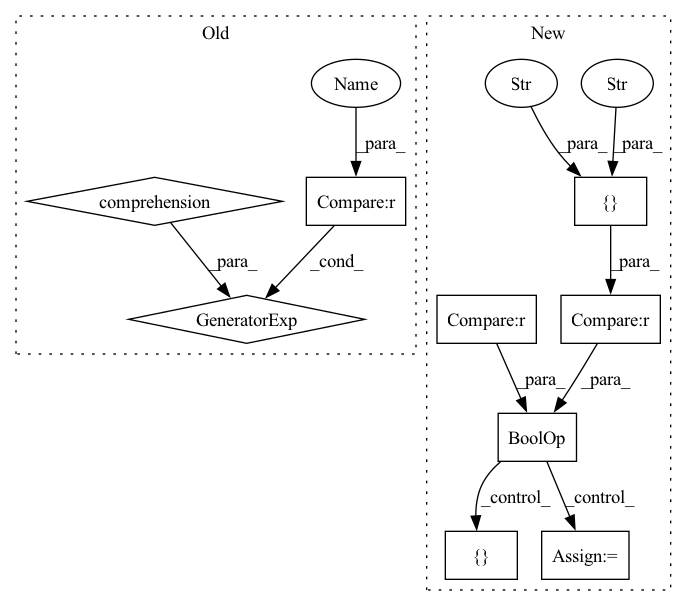 Old
New
Name
Str
Str
_para_
_para_
_para_
comprehension
Compare:r
{}
_para_
_cond_
_para_
GeneratorExp
Compare:r
Compare:r
_para_
_para_
BoolOp
_control_
_control_
{}
Assign:=